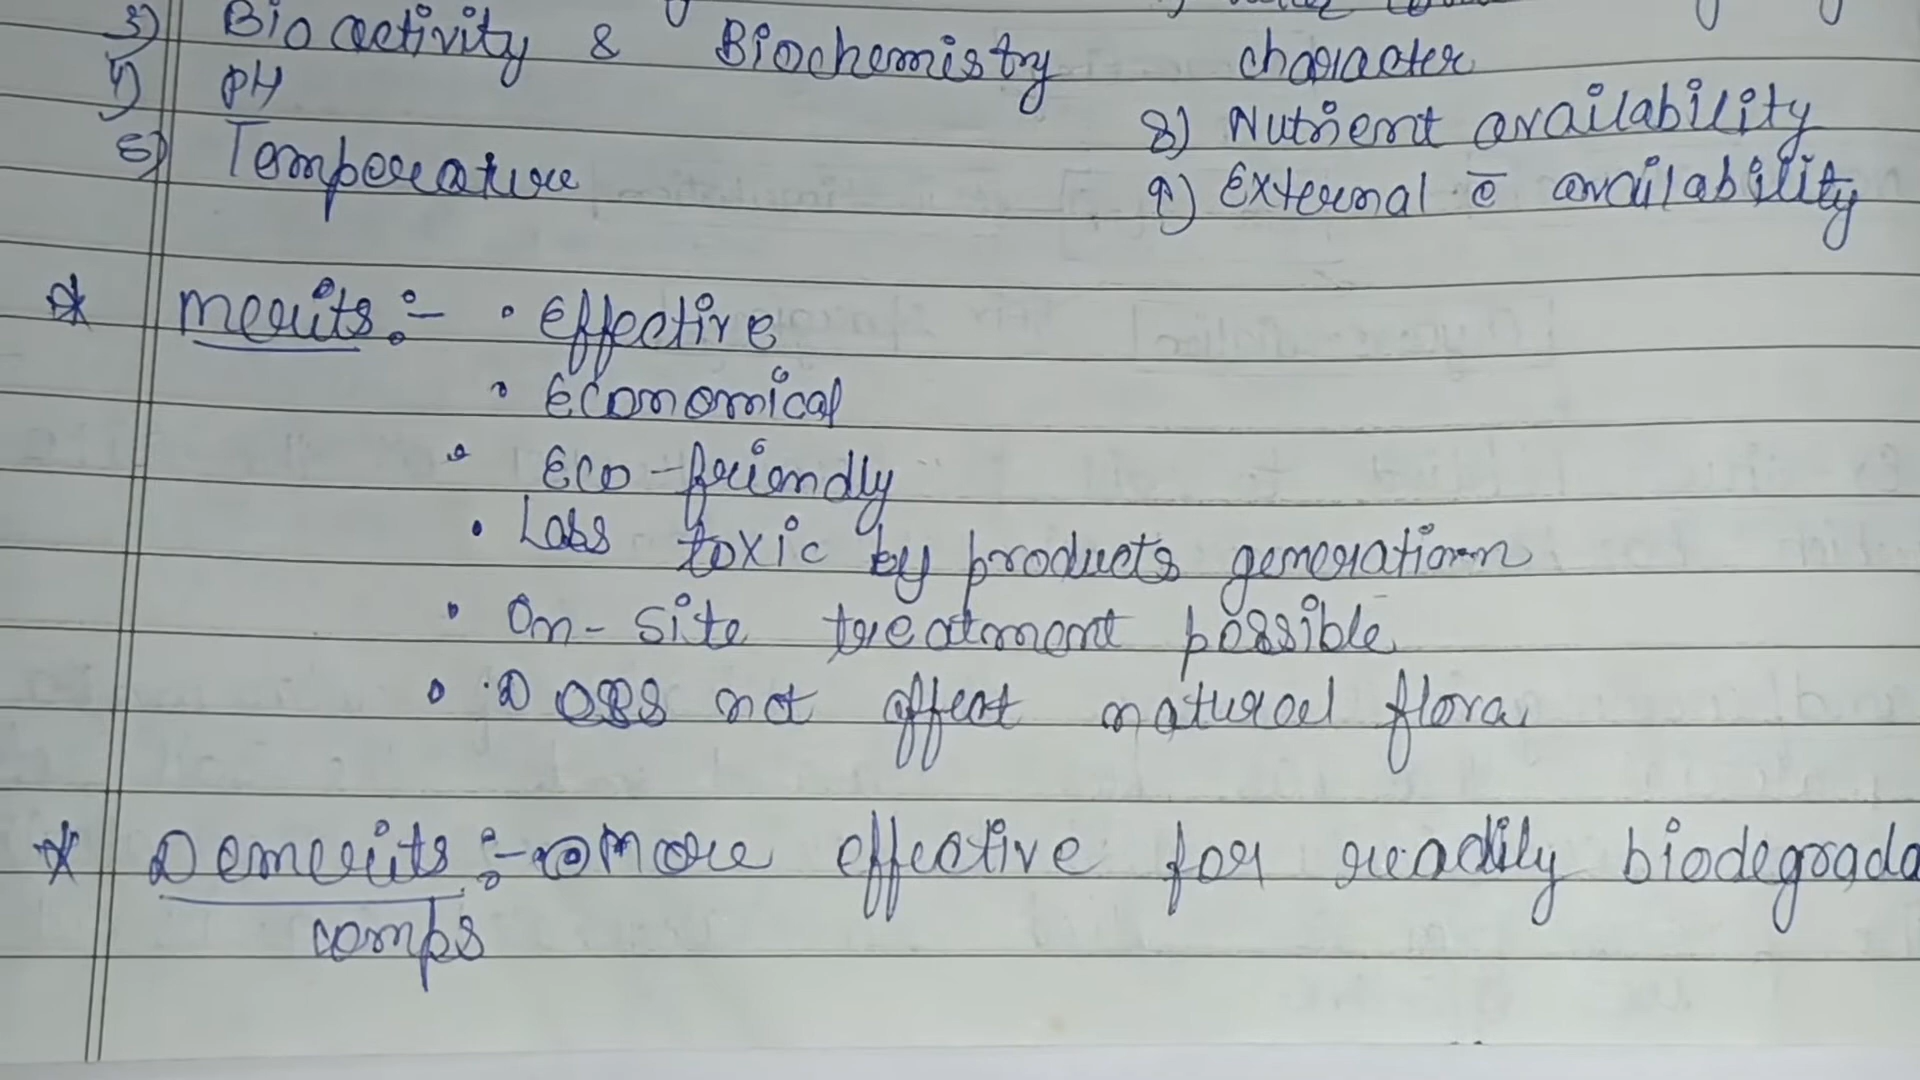 3) Bioactivity & Biochemistry
4) PH
5) Temperature
character
8) Nutrient availability
9) External ē availability
* Merits :- • Effective
• Economical
• Eco-friendly
• Less toxic by products generation
• On-site treatment possible
• Does not affect natural flora.
* Demerits :- More effective for readily biodegrada
comps